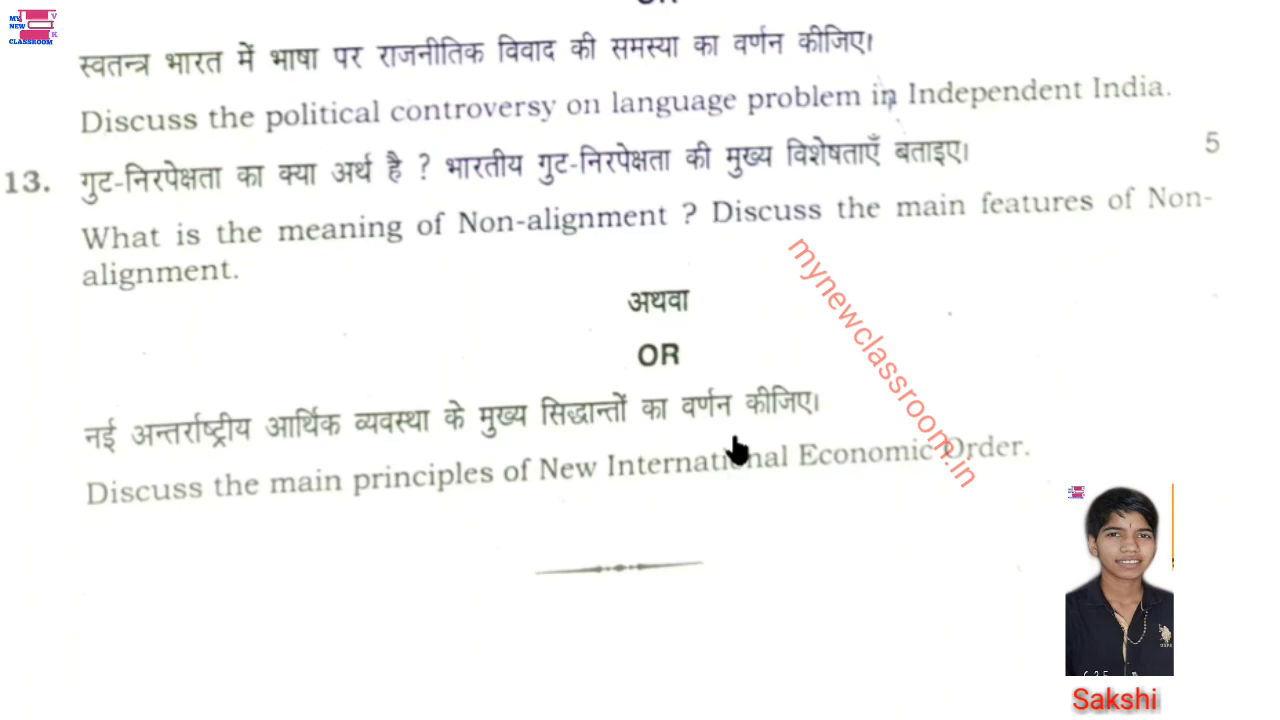 MY
NEW
CLASSROOM
V
K
OR
स्वतन्त्र भारत में भाषा पर राजनीतिक विवाद की समस्या का वर्णन कीजिए।
Discuss the political controversy on language problem in Independent India.
13. गुट-निरपेक्षता का क्या अर्थ है ? भारतीय गुट-निरपेक्षता की मुख्य विशेषताएँ बताइए। 5
What is the meaning of Non-alignment ? Discuss the main features of Non-
alignment.
अथवा
OR
नई अन्तर्राष्ट्रीय आर्थिक व्यवस्था के मुख्य सिद्धान्तों का वर्णन कीजिए।
Discuss the main principles of New International Economic Order.
mynewclassroom.in
Sakshi